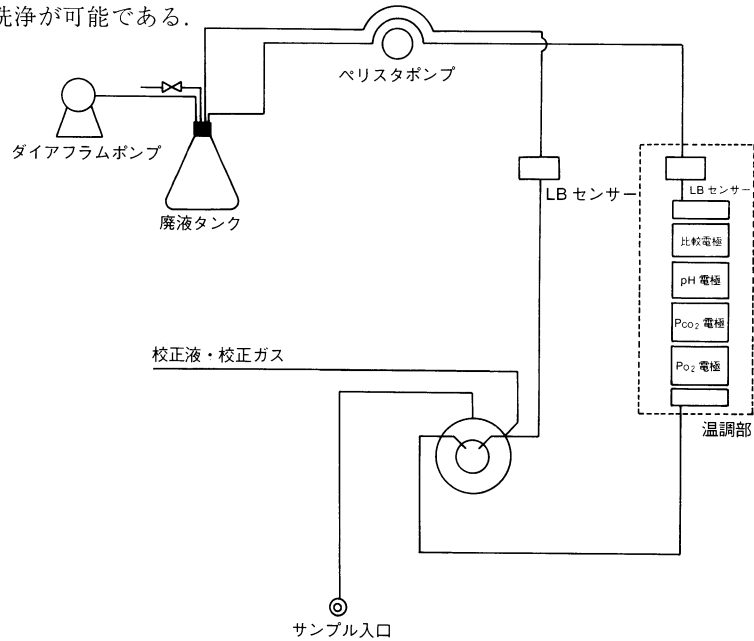 洗浄が可能である.
ペリスタポンプ
ダイアフラムポンプ
廃液タンク
LB センサー
LB センサー
比較電極
pH 電極
Pco₂ 電極
Po₂ 電極
温調部
校正液・校正ガス
サンプル入口